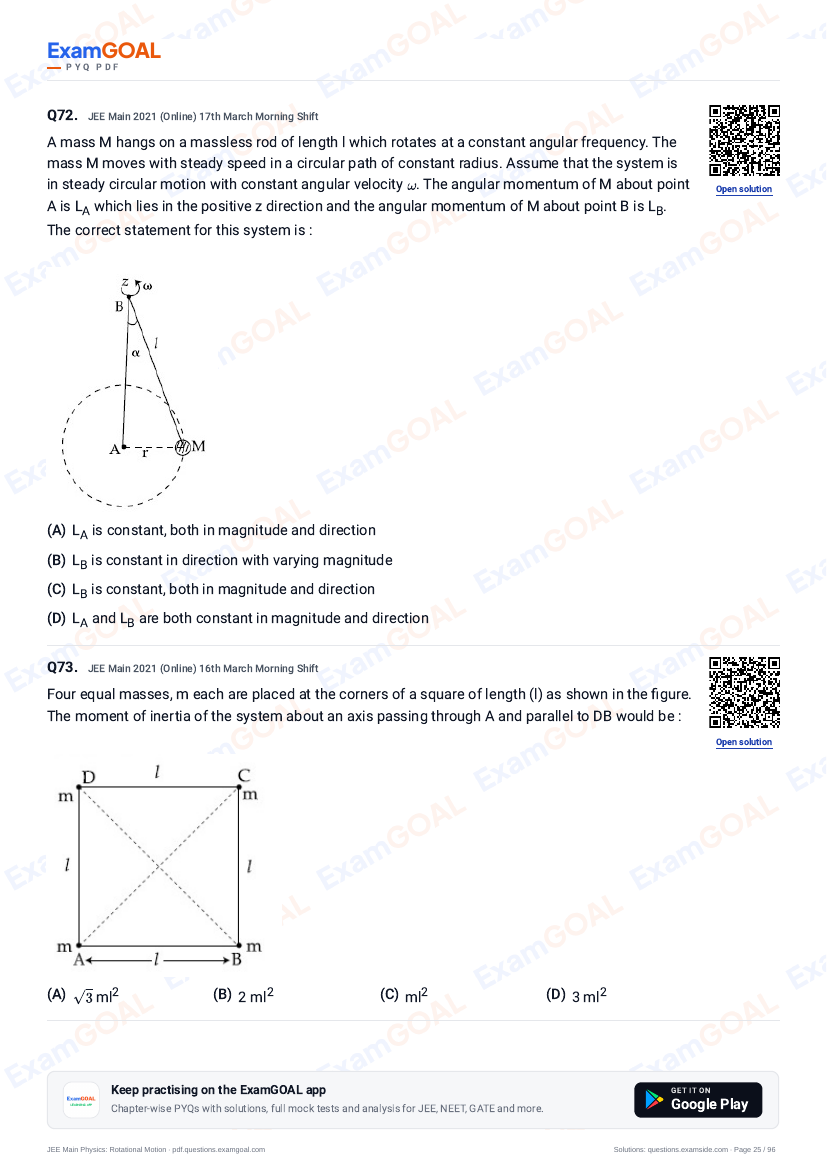 ExamGOAL
PYQ PDF
Q72. JEE Main 2021 (Online) 17th March Morning Shift
A mass M hangs on a massless rod of length l which rotates at a constant angular frequency. The
mass M moves with steady speed in a circular path of constant radius. Assume that the system is
in steady circular motion with constant angular velocity ω. The angular momentum of M about point
A is L_A which lies in the positive z direction and the angular momentum of M about point B is L_B.
The correct statement for this system is :
Open solution
z ω
B
α l
A r M
(A) L_A is constant, both in magnitude and direction
(B) L_B is constant in direction with varying magnitude
(C) L_B is constant, both in magnitude and direction
(D) L_A and L_B are both constant in magnitude and direction
Q73. JEE Main 2021 (Online) 16th March Morning Shift
Four equal masses, m each are placed at the corners of a square of length (l) as shown in the figure.
The moment of inertia of the system about an axis passing through A and parallel to DB would be :
Open solution
D l C
m m
l l
m m
A l B
(A) √3 ml²
(B) 2 ml²
(C) ml²
(D) 3 ml²
Keep practising on the ExamGOAL app
Chapter-wise PYQs with solutions, full mock tests and analysis for JEE, NEET, GATE and more.
GET IT ON
Google Play
JEE Main Physics: Rotational Motion · pdf.questions.examgoal.com
Solutions: questions.examside.com · Page 25 / 96